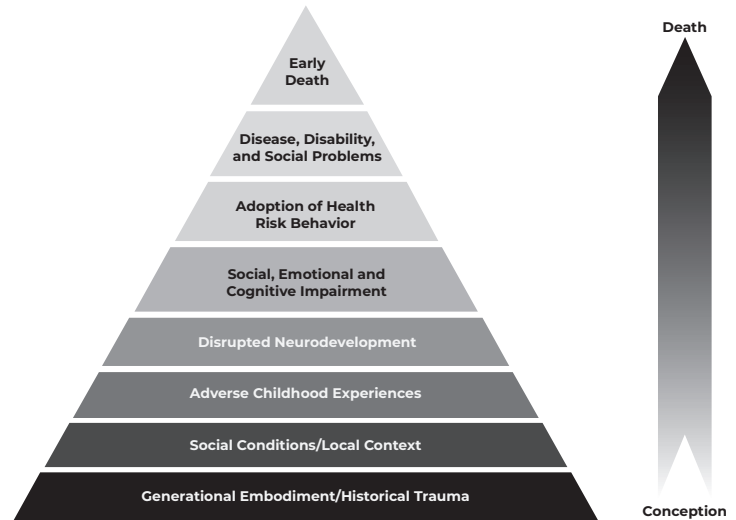 Death
Early
Death
Disease, Disability,
and Social Problems
Adoption of Health
Risk Behavior
Social, Emotional and
Cognitive Impairment
Disrupted Neurodevelopment
Adverse Childhood Experiences
Social Conditions/Local Context
Generational Embodiment/Historical Trauma
Conception